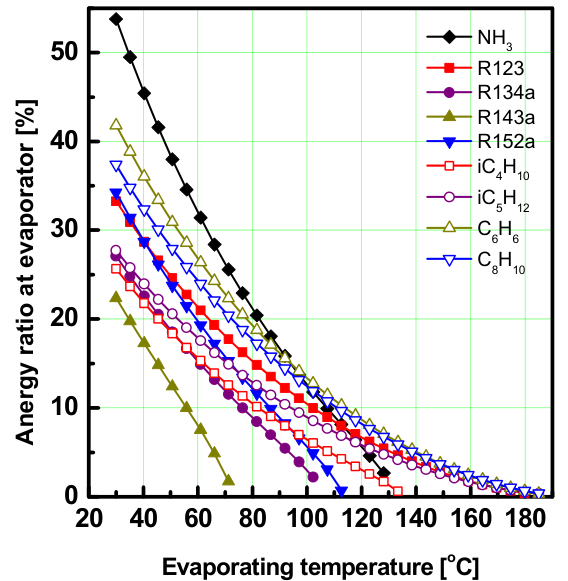 Anergy ratio at evaporator [%]
50
40
30
20
10
0
NH₃
R123
R134a
R143a
R152a
iC₄H₁₀
iC₅H₁₂
C₆H₆
C₈H₁₀
20 40 60 80 100 120 140 160 180
Evaporating temperature [°C]